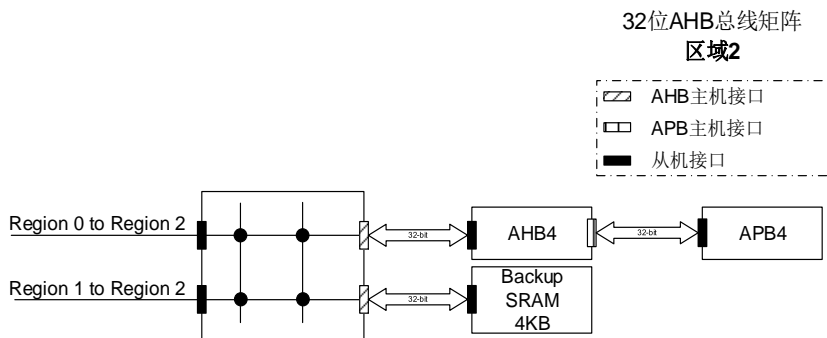 32位AHB总线矩阵
区域2
AHB主机接口
APB主机接口
从机接口
Region 0 to Region 2
32-bit
AHB4
32-bit
APB4
Region 1 to Region 2
32-bit
Backup
SRAM
4KB